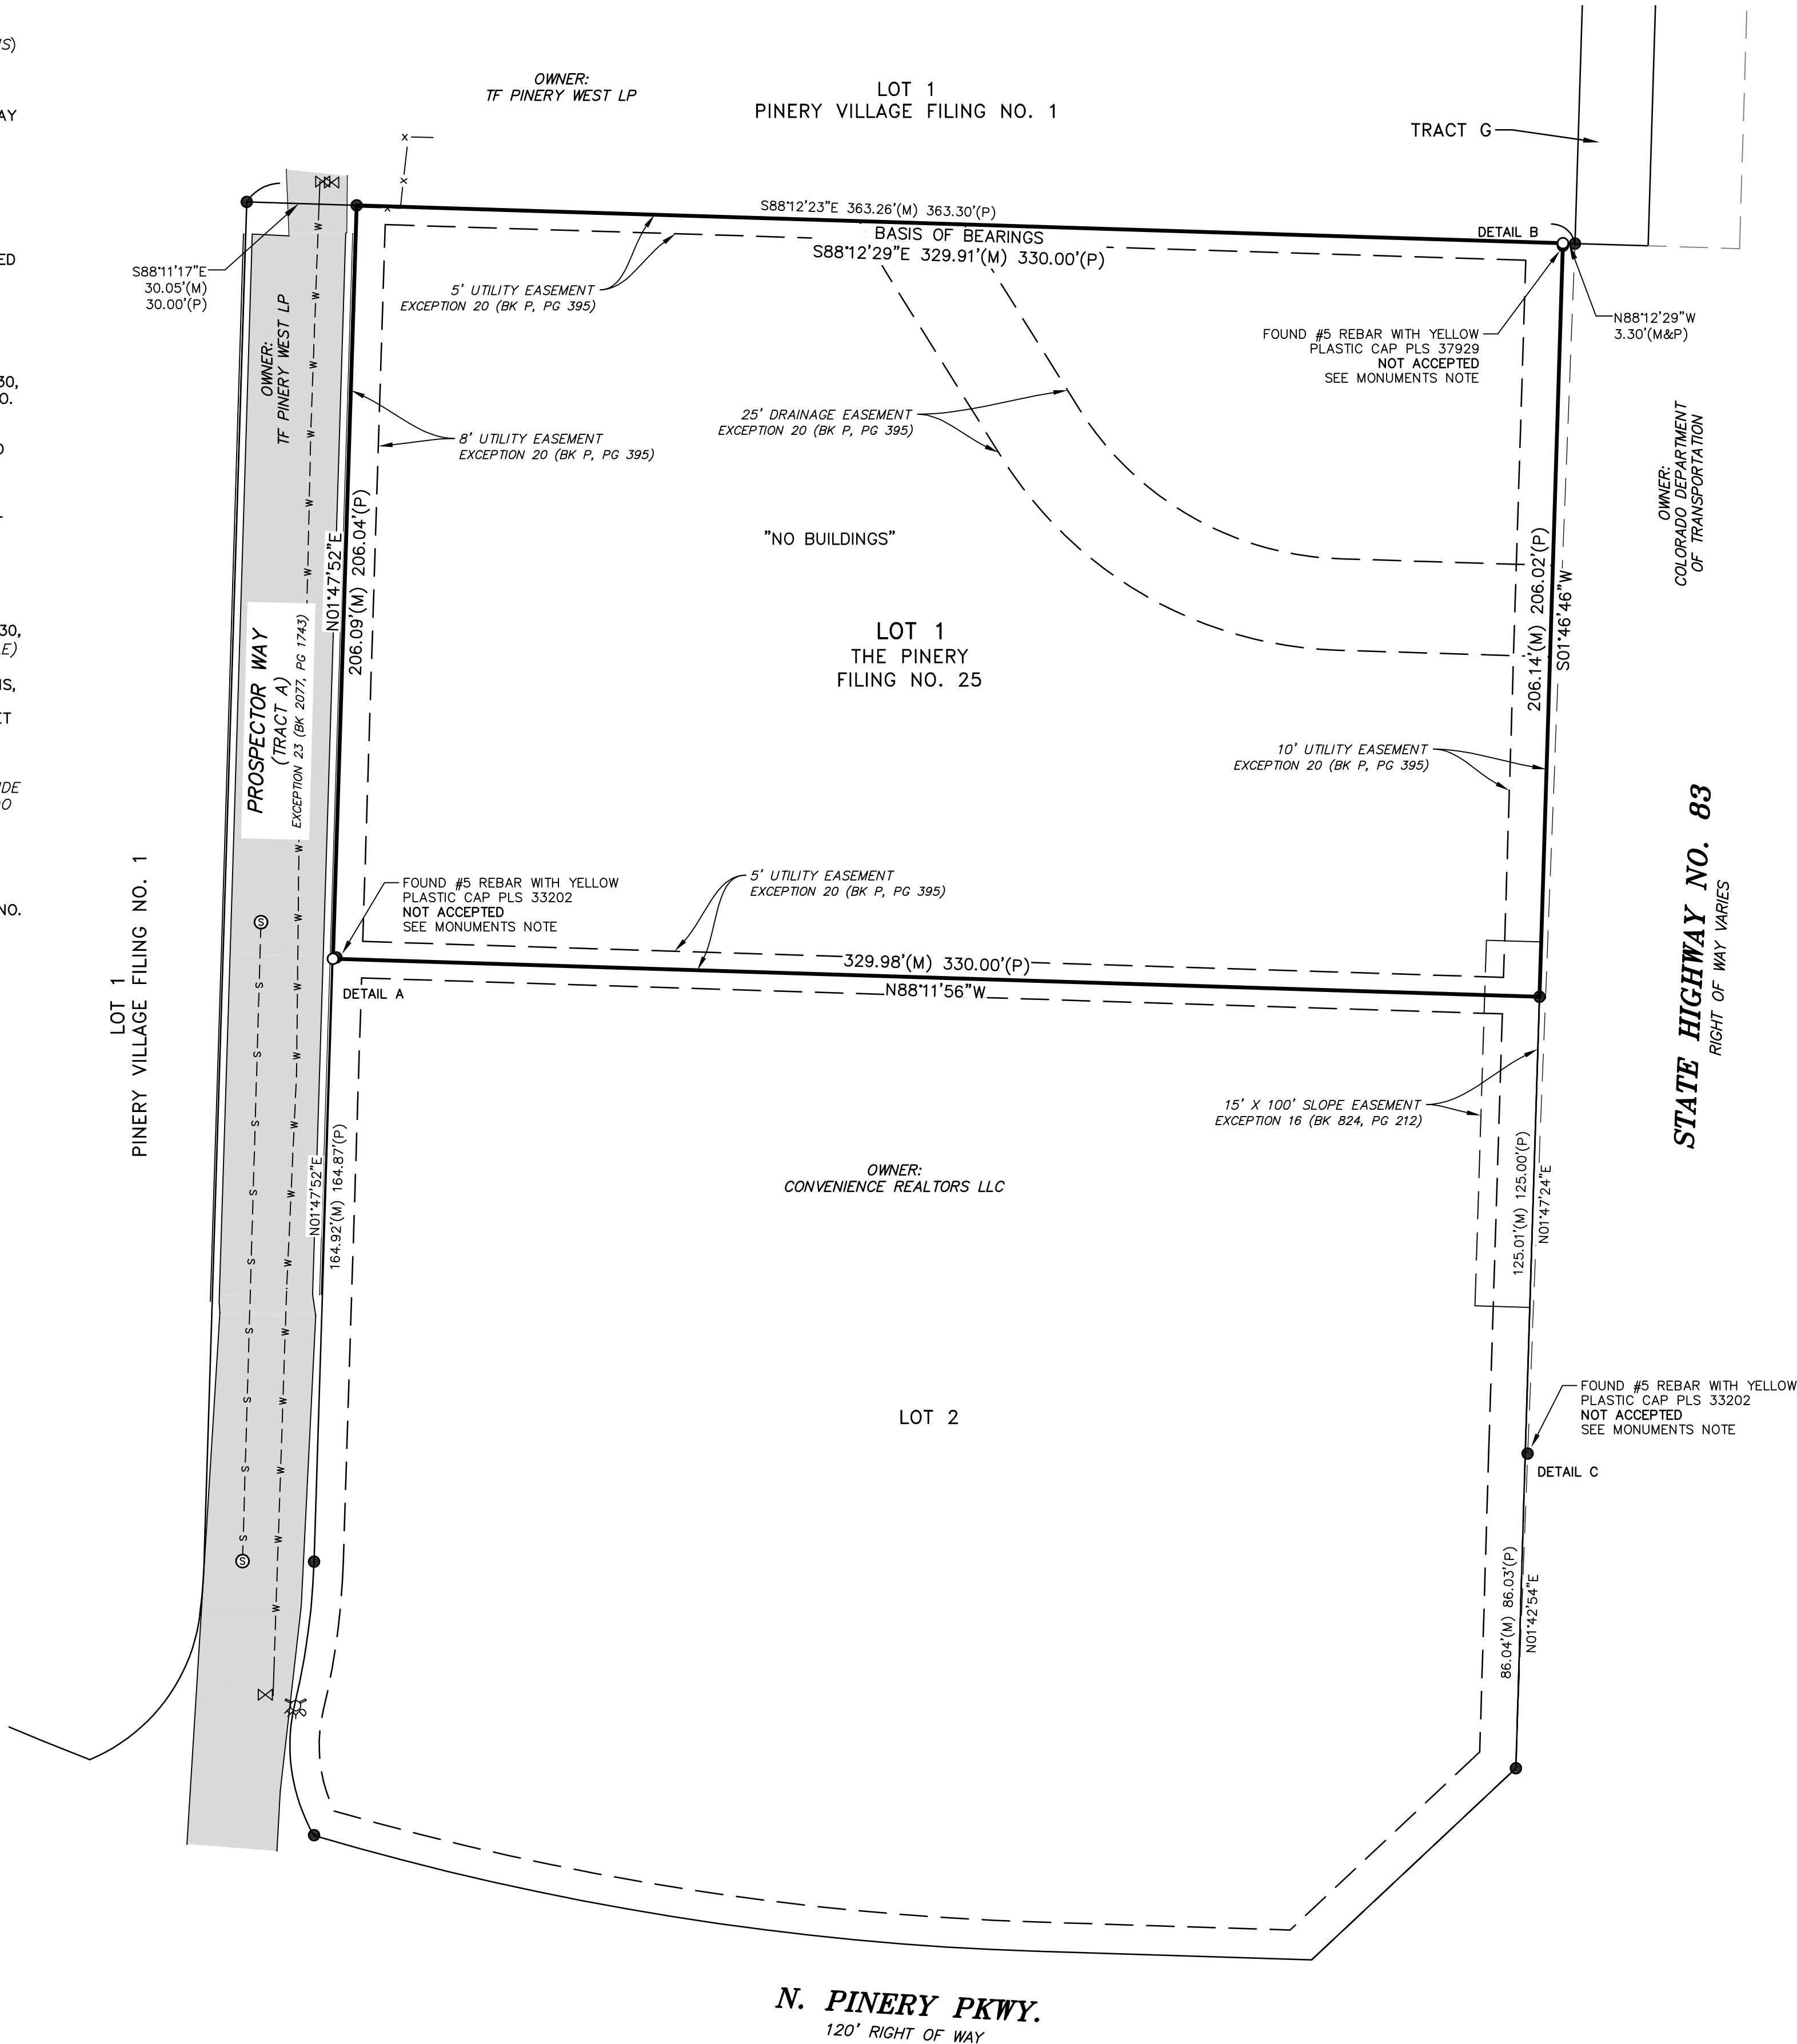 S)
AY
ED
30,
O.
D
30,
E)
IS,
ET
IDE
DO
NO.
OWNER:
TF PINERY WEST LP
LOT 1
PINERY VILLAGE FILING NO. 1
TRACT G
X
X
X
S88°12'23"E 363.26'(M) 363.30'(P)
BASIS OF BEARINGS
S88°12'29"E 329.91'(M) 330.00'(P)
DETAIL B
S88°11'17"E
30.05'(M)
30.00'(P)
5' UTILITY EASEMENT
EXCEPTION 20 (BK P, PG 395)
N88°12'29"W
3.30'(M&P)
FOUND #5 REBAR WITH YELLOW
PLASTIC CAP PLS 37929
NOT ACCEPTED
SEE MONUMENTS NOTE
OWNER:
TF PINERY WEST LP
8' UTILITY EASEMENT
EXCEPTION 20 (BK P, PG 395)
25' DRAINAGE EASEMENT
EXCEPTION 20 (BK P, PG 395)
OWNER:
COLORADO DEPARTMENT
OF TRANSPORTATION
N01°47'52"E
206.09'(M) 206.04'(P)
"NO BUILDINGS"
206.14'(M) 206.02'(P)
S01°46'46"W
LOT 1
THE PINERY
FILING NO. 25
PROSPECTOR WAY
(TRACT A)
EXCEPTION 23 (BK 2077, PG 1743)
10' UTILITY EASEMENT
EXCEPTION 20 (BK P, PG 395)
STATE HIGHWAY NO. 83
RIGHT OF WAY VARIES
LOT 1
PINERY VILLAGE FILING NO. 1
FOUND #5 REBAR WITH YELLOW
PLASTIC CAP PLS 33202
NOT ACCEPTED
SEE MONUMENTS NOTE
5' UTILITY EASEMENT
EXCEPTION 20 (BK P, PG 395)
329.98'(M) 330.00'(P)
N88°11'56"W
DETAIL A
15' X 100' SLOPE EASEMENT
EXCEPTION 16 (BK 824, PG 212)
N01°47'52"E
164.92'(M) 164.87'(P)
OWNER:
CONVENIENCE REALTORS LLC
125.01'(M) 125.00'(P)
N01°47'24"E
LOT 2
FOUND #5 REBAR WITH YELLOW
PLASTIC CAP PLS 33202
NOT ACCEPTED
SEE MONUMENTS NOTE
DETAIL C
86.04'(M) 86.03'(P)
N01°42'54"E
N. PINERY PKWY.
120' RIGHT OF WAY